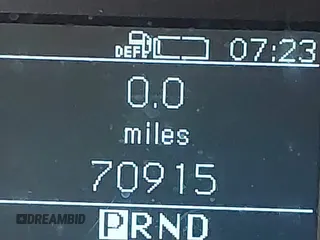 DEF 07:23
0.0
miles
70915
DREAMBID
PRND